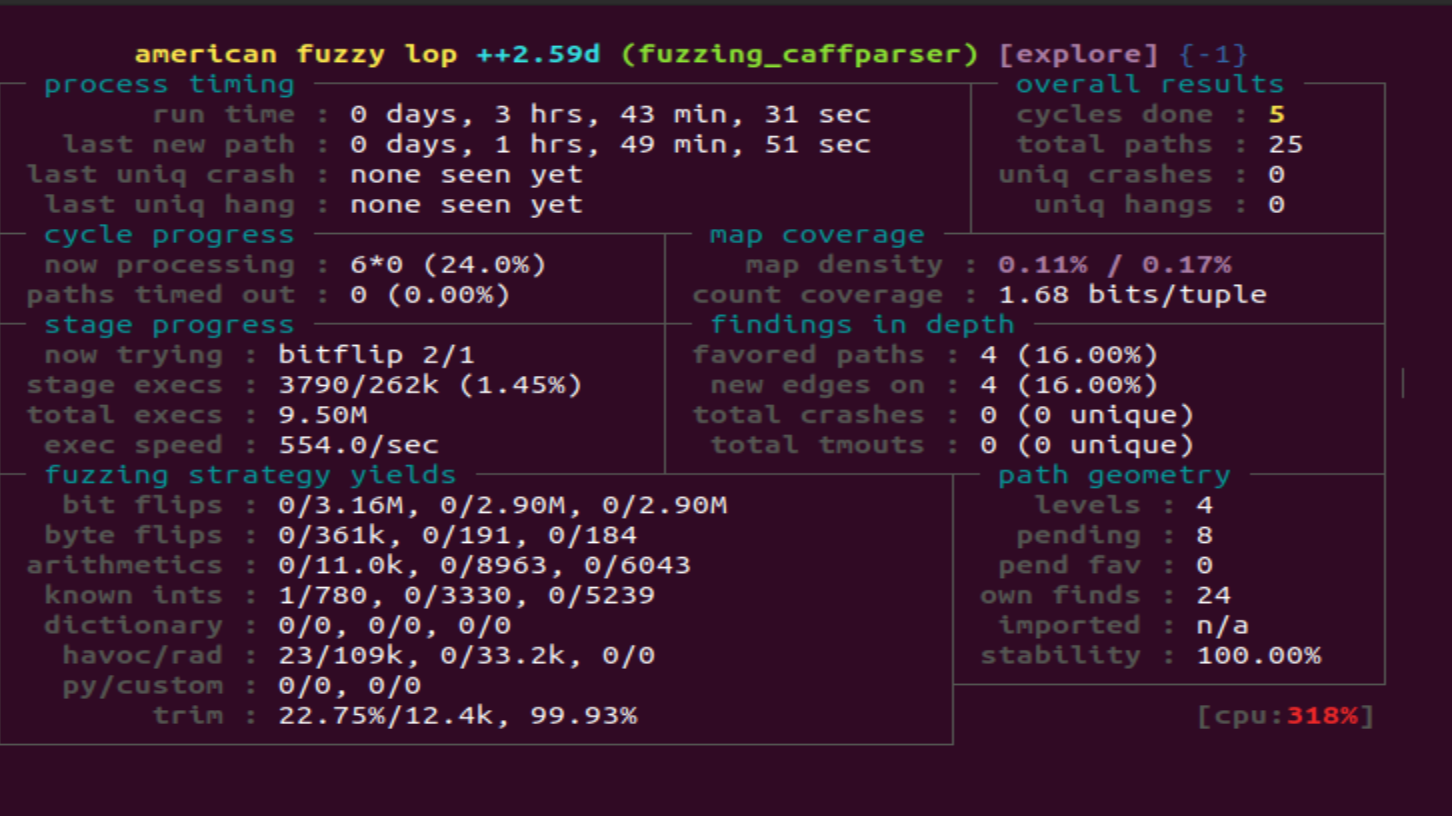 american fuzzy lop ++2.59d (fuzzing_caffparser) [explore] {-1}
process timing overall results
run time : 0 days, 3 hrs, 43 min, 31 sec cycles done : 5
last new path : 0 days, 1 hrs, 49 min, 51 sec total paths : 25
last uniq crash : none seen yet uniq crashes : 0
last uniq hang : none seen yet uniq hangs : 0
cycle progress map coverage
now processing : 6*0 (24.0%) map density : 0.11% / 0.17%
paths timed out : 0 (0.00%) count coverage : 1.68 bits/tuple
stage progress findings in depth
now trying : bitflip 2/1 favored paths : 4 (16.00%)
stage execs : 3790/262k (1.45%) new edges on : 4 (16.00%)
total execs : 9.50M total crashes : 0 (0 unique)
exec speed : 554.0/sec total tmouts : 0 (0 unique)
fuzzing strategy yields path geometry
bit flips : 0/3.16M, 0/2.90M, 0/2.90M levels : 4
byte flips : 0/361k, 0/191, 0/184 pending : 8
arithmetics : 0/11.0k, 0/8963, 0/6043 pend fav : 0
known ints : 1/780, 0/3330, 0/5239 own finds : 24
dictionary : 0/0, 0/0, 0/0 imported : n/a
havoc/rad : 23/109k, 0/33.2k, 0/0 stability : 100.00%
py/custom : 0/0, 0/0
trim : 22.75%/12.4k, 99.93% [cpu:318%]